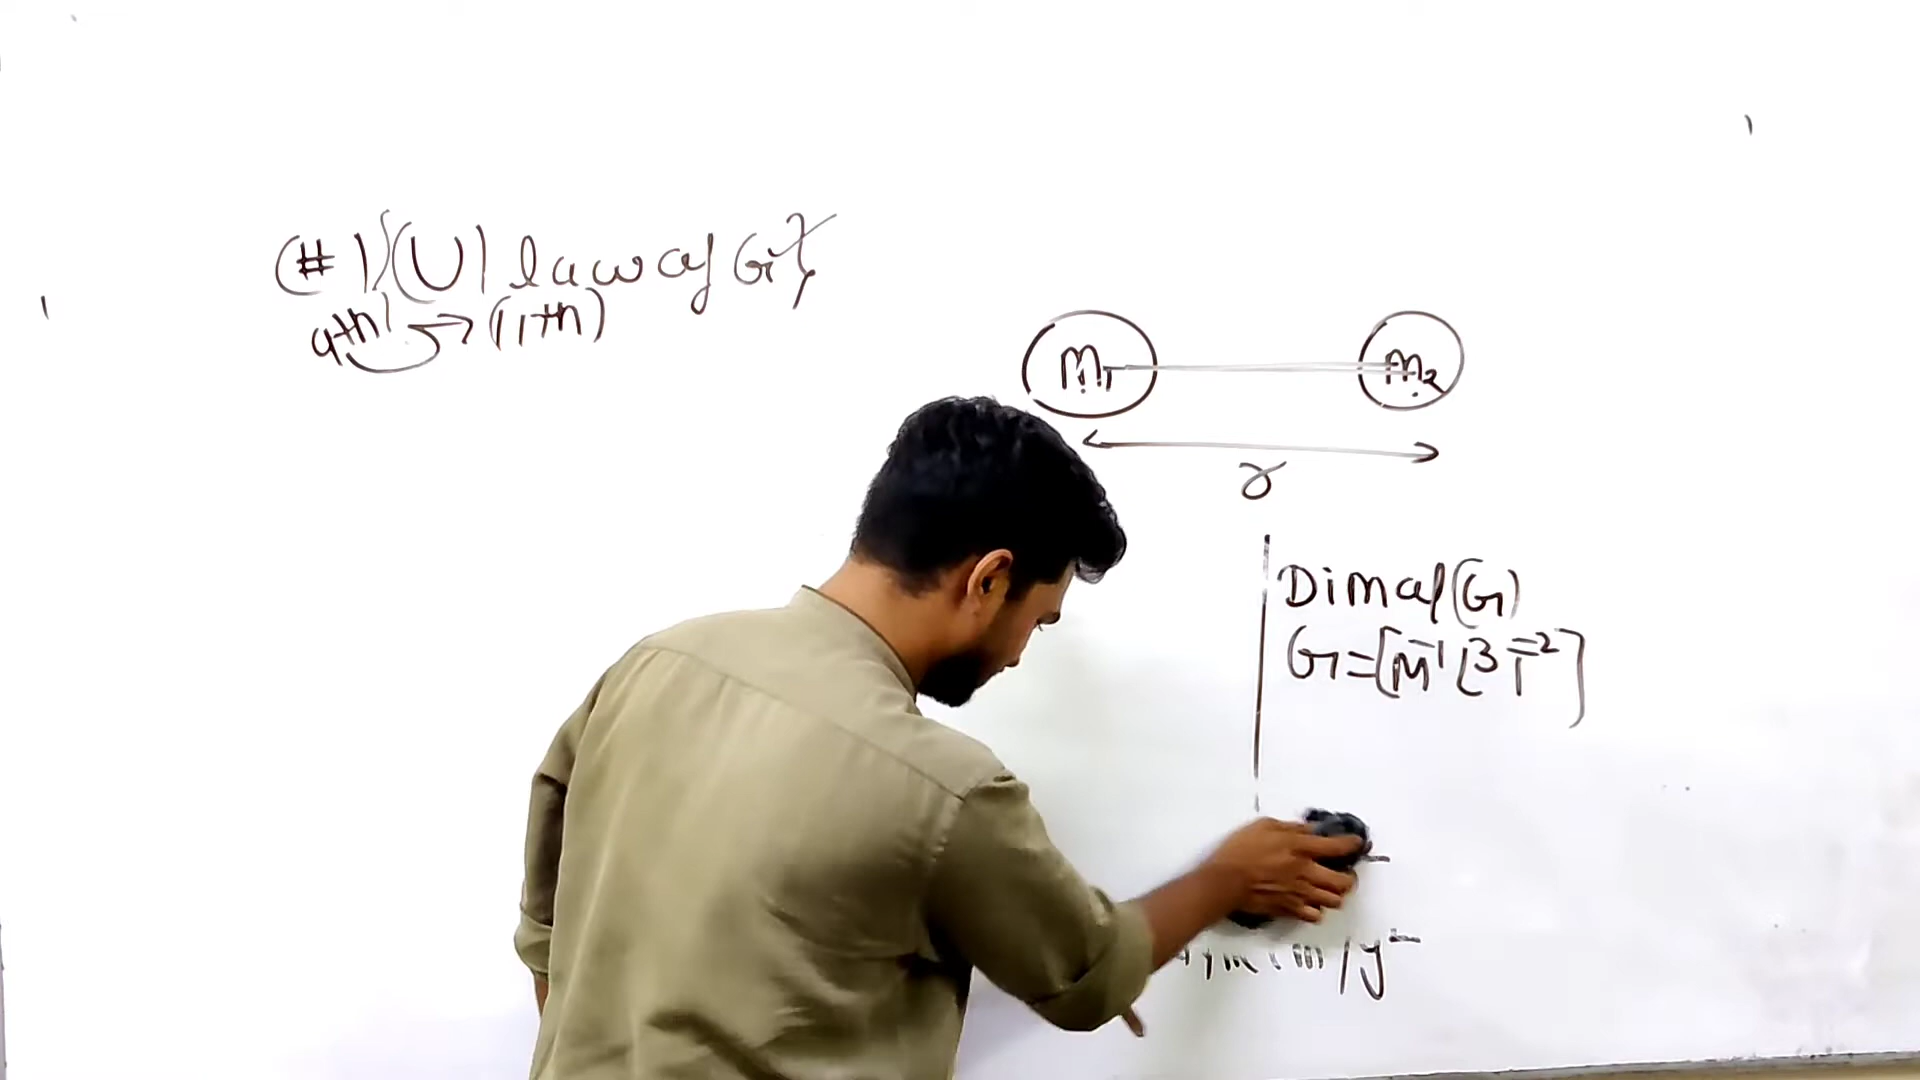 (#1) {(U) law of G}
9th → (11th)
m₁
m₂
r
Dim of (G)
G=[M⁻¹L³T⁻²]